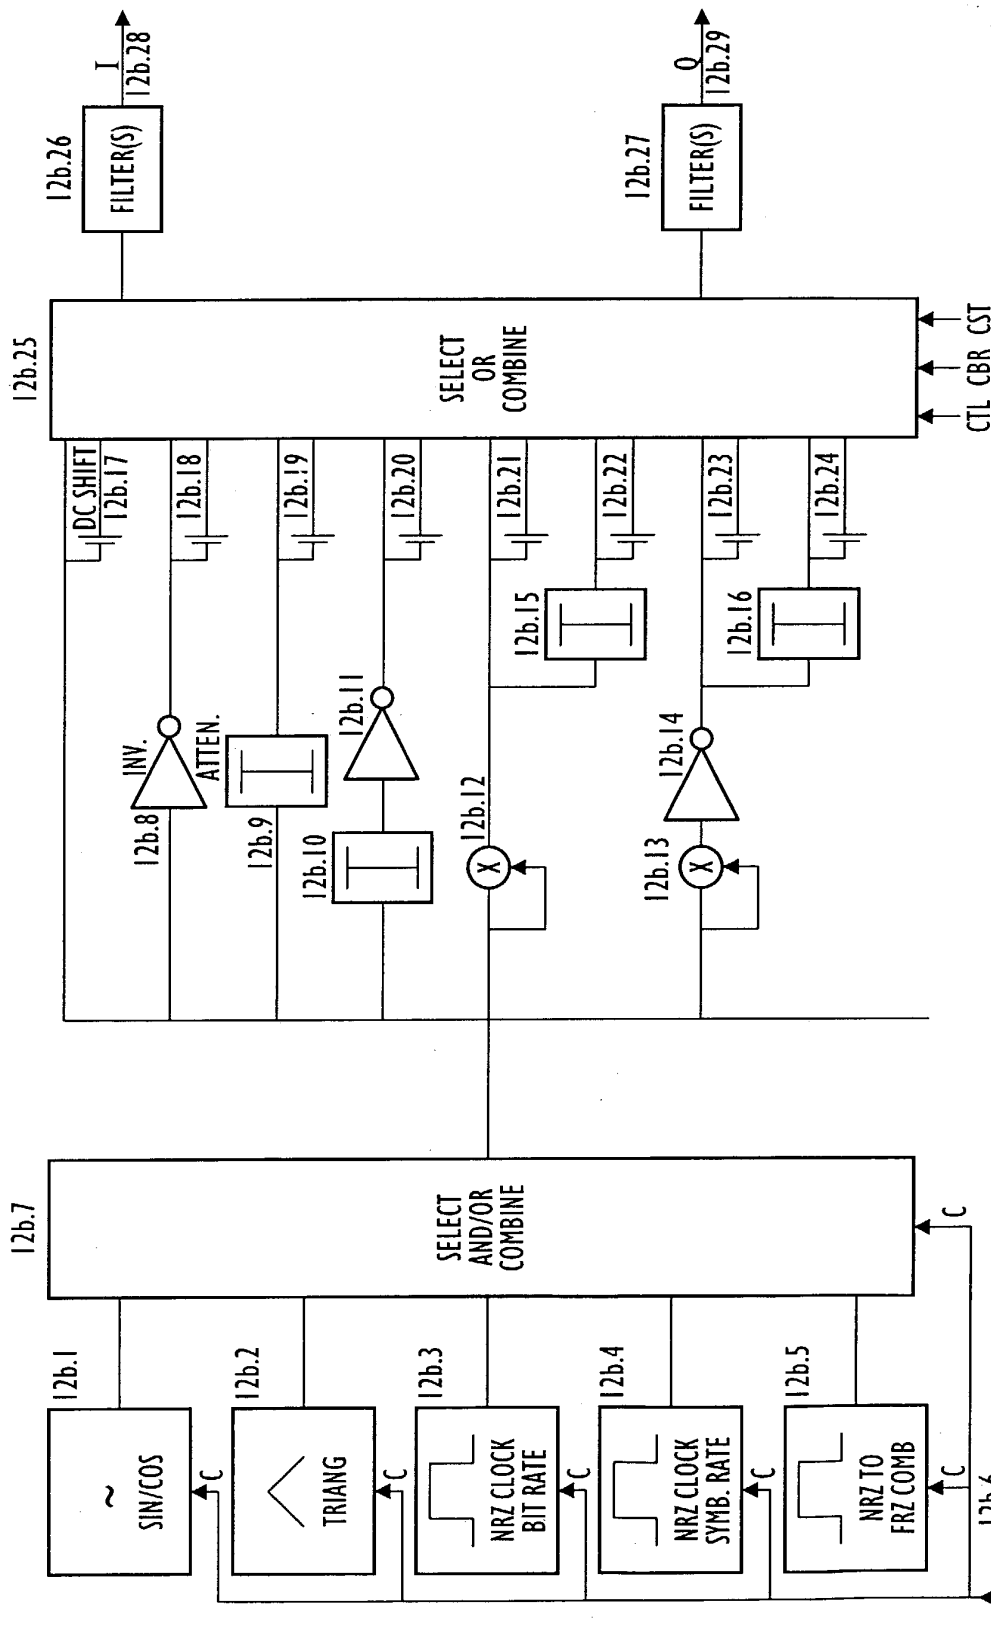 12b.1
~
SIN/COS
C
12b.2
TRIANG
C
12b.3
NRZ CLOCK
BIT RATE
C
12b.4
NRZ CLOCK
SYMB. RATE
C
12b.5
NRZ TO
FRZ COMB
C
12b.6
12b.7
SELECT
AND/OR
COMBINE
C
12b.8
INV.
12b.9
ATTEN.
12b.10
12b.11
12b.12
X
12b.13
X
12b.14
12b.15
12b.16
DC SHIFT
12b.17
12b.18
12b.19
12b.20
12b.21
12b.22
12b.23
12b.24
12b.25
SELECT
OR
COMBINE
CTL
CBR
CST
12b.26
FILTER(S)
I
12b.28
12b.27
FILTER(S)
Q
12b.29